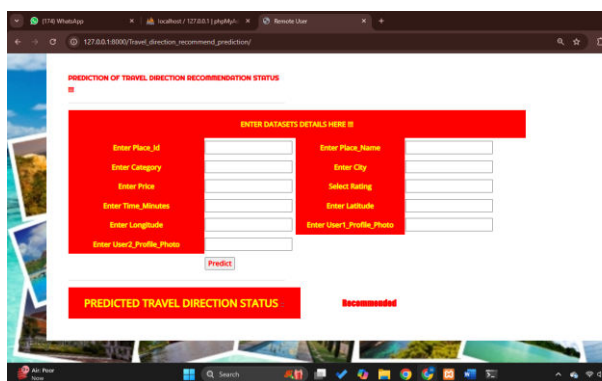 (174) WhatsApp
localhost / 127.0.0.1 | phpMyAd
Remote User
127.0.0.1:8000/Travel_direction_recommend_prediction/
PREDICTION OF TRAVEL DIRECTION RECOMMENDATION STATUS
!!!
ENTER DATASETS DETAILS HERE !!!
Enter Place_Id
Enter Place_Name
Enter Category
Enter City
Enter Price
Select Rating
Enter Time_Minutes
Enter Latitude
Enter Longitude
Enter User1_Profile_Photo
Enter User2_Profile_Photo
Predict
PREDICTED TRAVEL DIRECTION STATUS
Recommended
Air: Poor
Now
Search